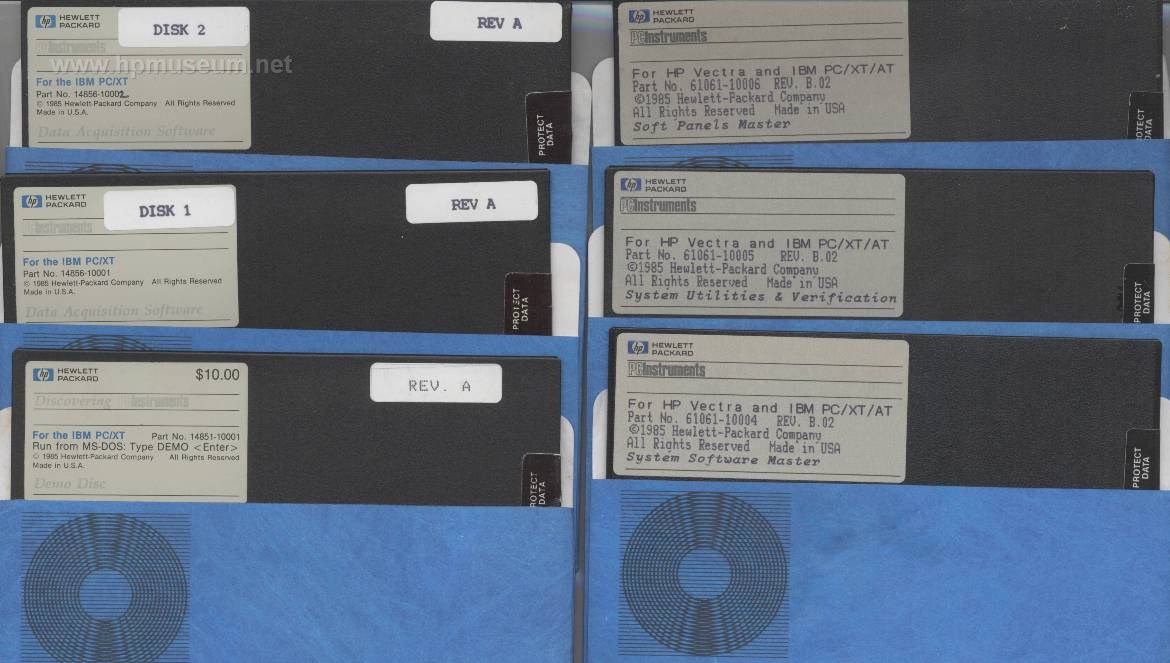 hp HEWLETT
PACKARD
DISK 2
REV A
PCInstruments
www.hpmuseum.net
For the IBM PC/XT
Part No. 14856-10002
© 1985 Hewlett-Packard Company All Rights Reserved
Made in U.S.A.
Data Acquisition Software
PROTECT
DATA
hp HEWLETT
PACKARD
DISK 1
REV A
PCInstruments
For the IBM PC/XT
Part No. 14856-10001
© 1985 Hewlett-Packard Company All Rights Reserved
Made in U.S.A.
Data Acquisition Software
PROTECT
DATA
hp HEWLETT
PACKARD
$10.00
REV. A
Discovering PCInstruments
For the IBM PC/XT Part No. 14851-10001
Run from MS-DOS: Type DEMO <Enter>
© 1985 Hewlett-Packard Company All Rights Reserved
Made in U.S.A.
Demo Disc
PROTECT
DATA
hp HEWLETT
PACKARD
PCInstruments
For HP Vectra and IBM PC/XT/AT
Part No. 61061-10006 REV. B.02
©1985 Hewlett-Packard Company
All Rights Reserved Made in USA
Soft Panels Master
PROTECT
DATA
hp HEWLETT
PACKARD
PCInstruments
For HP Vectra and IBM PC/XT/AT
Part No. 61061-10005 REV. B.02
©1985 Hewlett-Packard Company
All Rights Reserved Made in USA
System Utilities & Verification
PROTECT
DATA
hp HEWLETT
PACKARD
PCInstruments
For HP Vectra and IBM PC/XT/AT
Part No. 61061-10004 REV. B.02
©1985 Hewlett-Packard Company
All Rights Reserved Made in USA
System Software Master
PROTECT
DATA